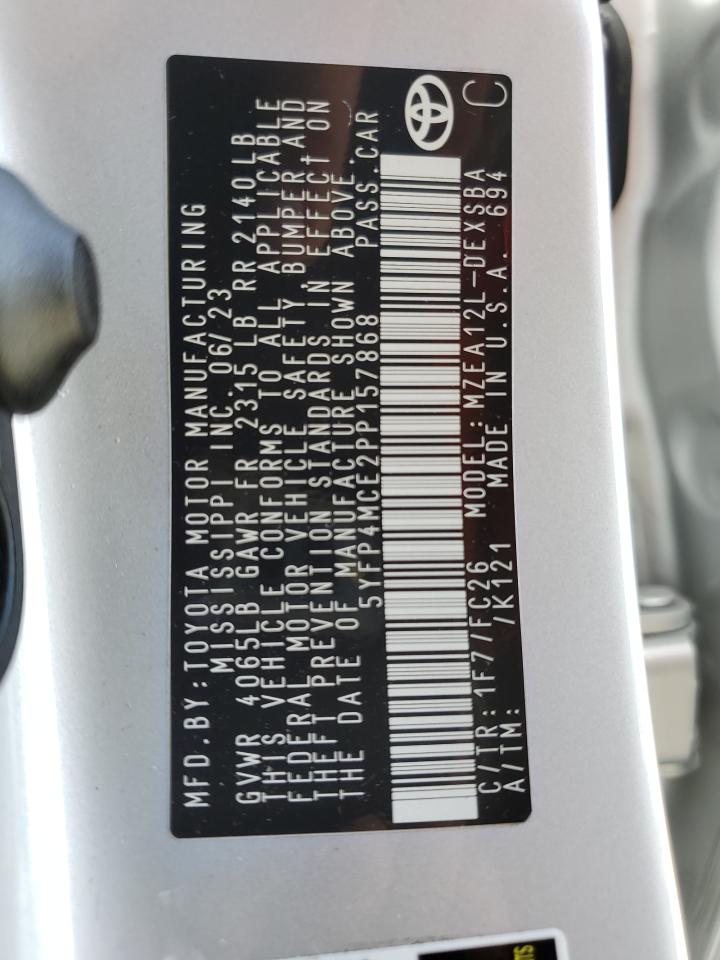 MFD.BY:TOYOTA MOTOR MANUFACTURING
MISSISSIPPI INC. 06/23
GVWR 4065LB GAWR FR 2315 LB RR 2140LB
THIS VEHICLE CONFORMS TO ALL APPLICABLE
FEDERAL MOTOR VEHICLE SAFETY, BUMPER AND
THEFT PREVENTION STANDARDS IN EFFECT ON
THE DATE OF MANUFACTURE SHOWN ABOVE.
5YFP4MCE2PP157868 PASS.CAR
C/TR:1F7/FC26 MODEL:MZEA12L-DEXSBA
A/TM: /K121 MADE IN U.S.A. 694
C